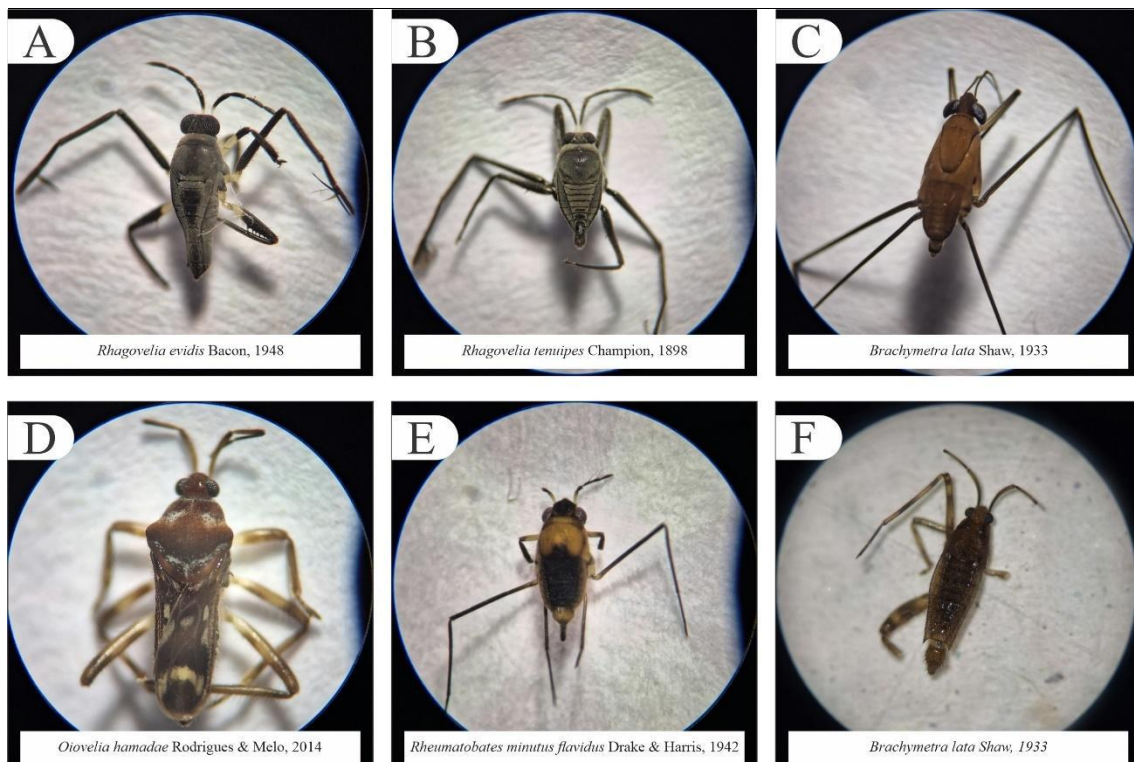 A
B
C
Rhagovelia evidis Bacon, 1948
Rhagovelia tenuipes Champion, 1898
Brachymetra lata Shaw, 1933
D
E
F
Oiovelia hamadae Rodrigues & Melo, 2014
Rheumatobates minutus flavidus Drake & Harris, 1942
Brachymetra lata Shaw, 1933